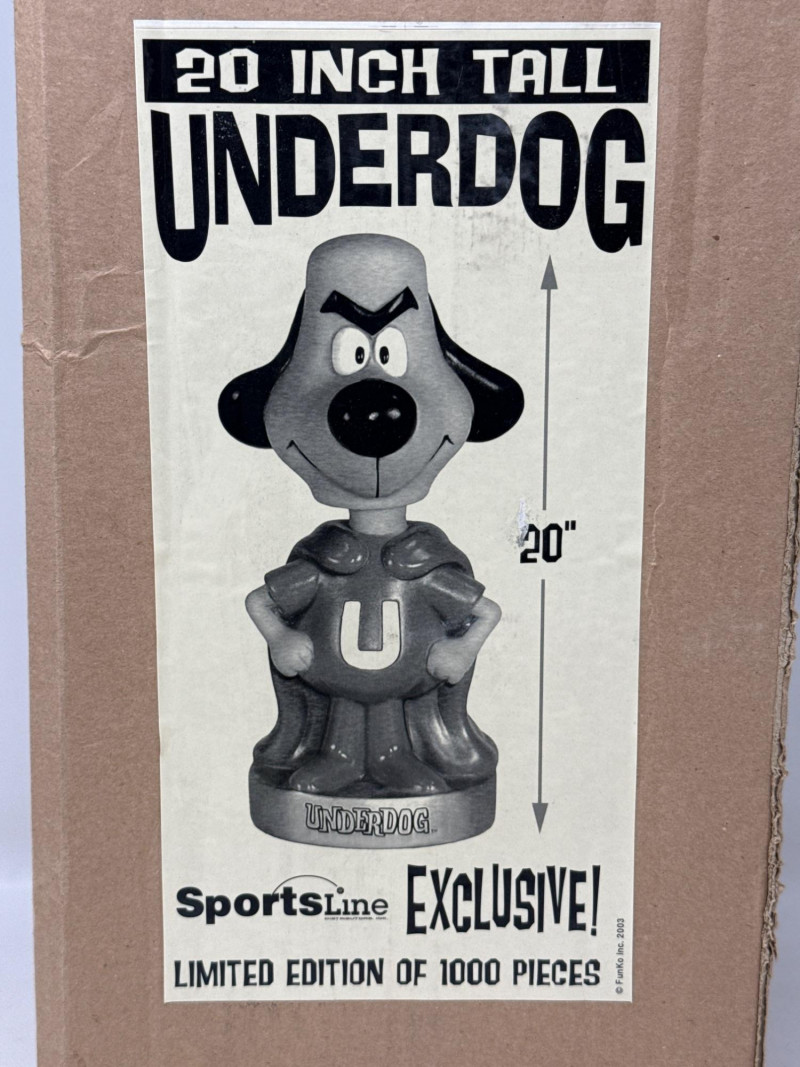 20 INCH TALL
UNDERDOG
20"
U
UNDERDOG
SportsLine
EXCLUSIVE!
LIMITED EDITION OF 1000 PIECES
© FunKo Inc. 2003